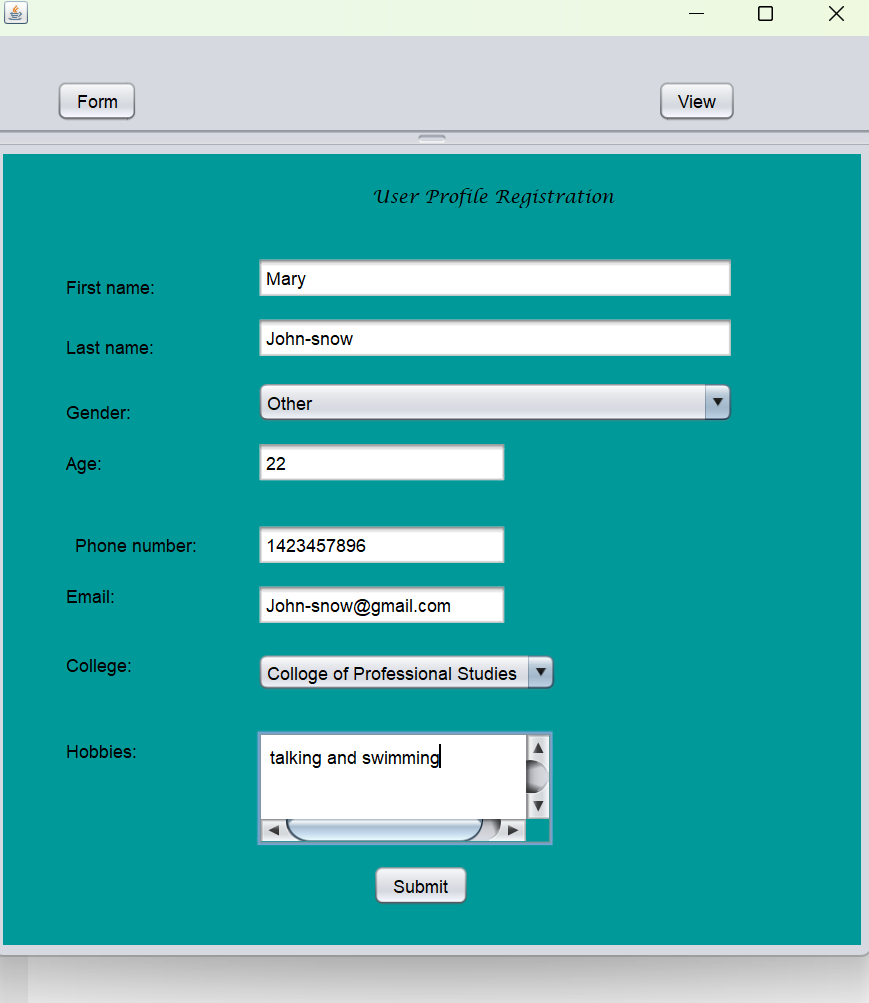 Form View
User Profile Registration
First name: Mary
Last name: John-snow
Gender: Other
Age: 22
Phone number: 1423457896
Email: John-snow@gmail.com
College: Colloge of Professional Studies
Hobbies: talking and swimming
Submit